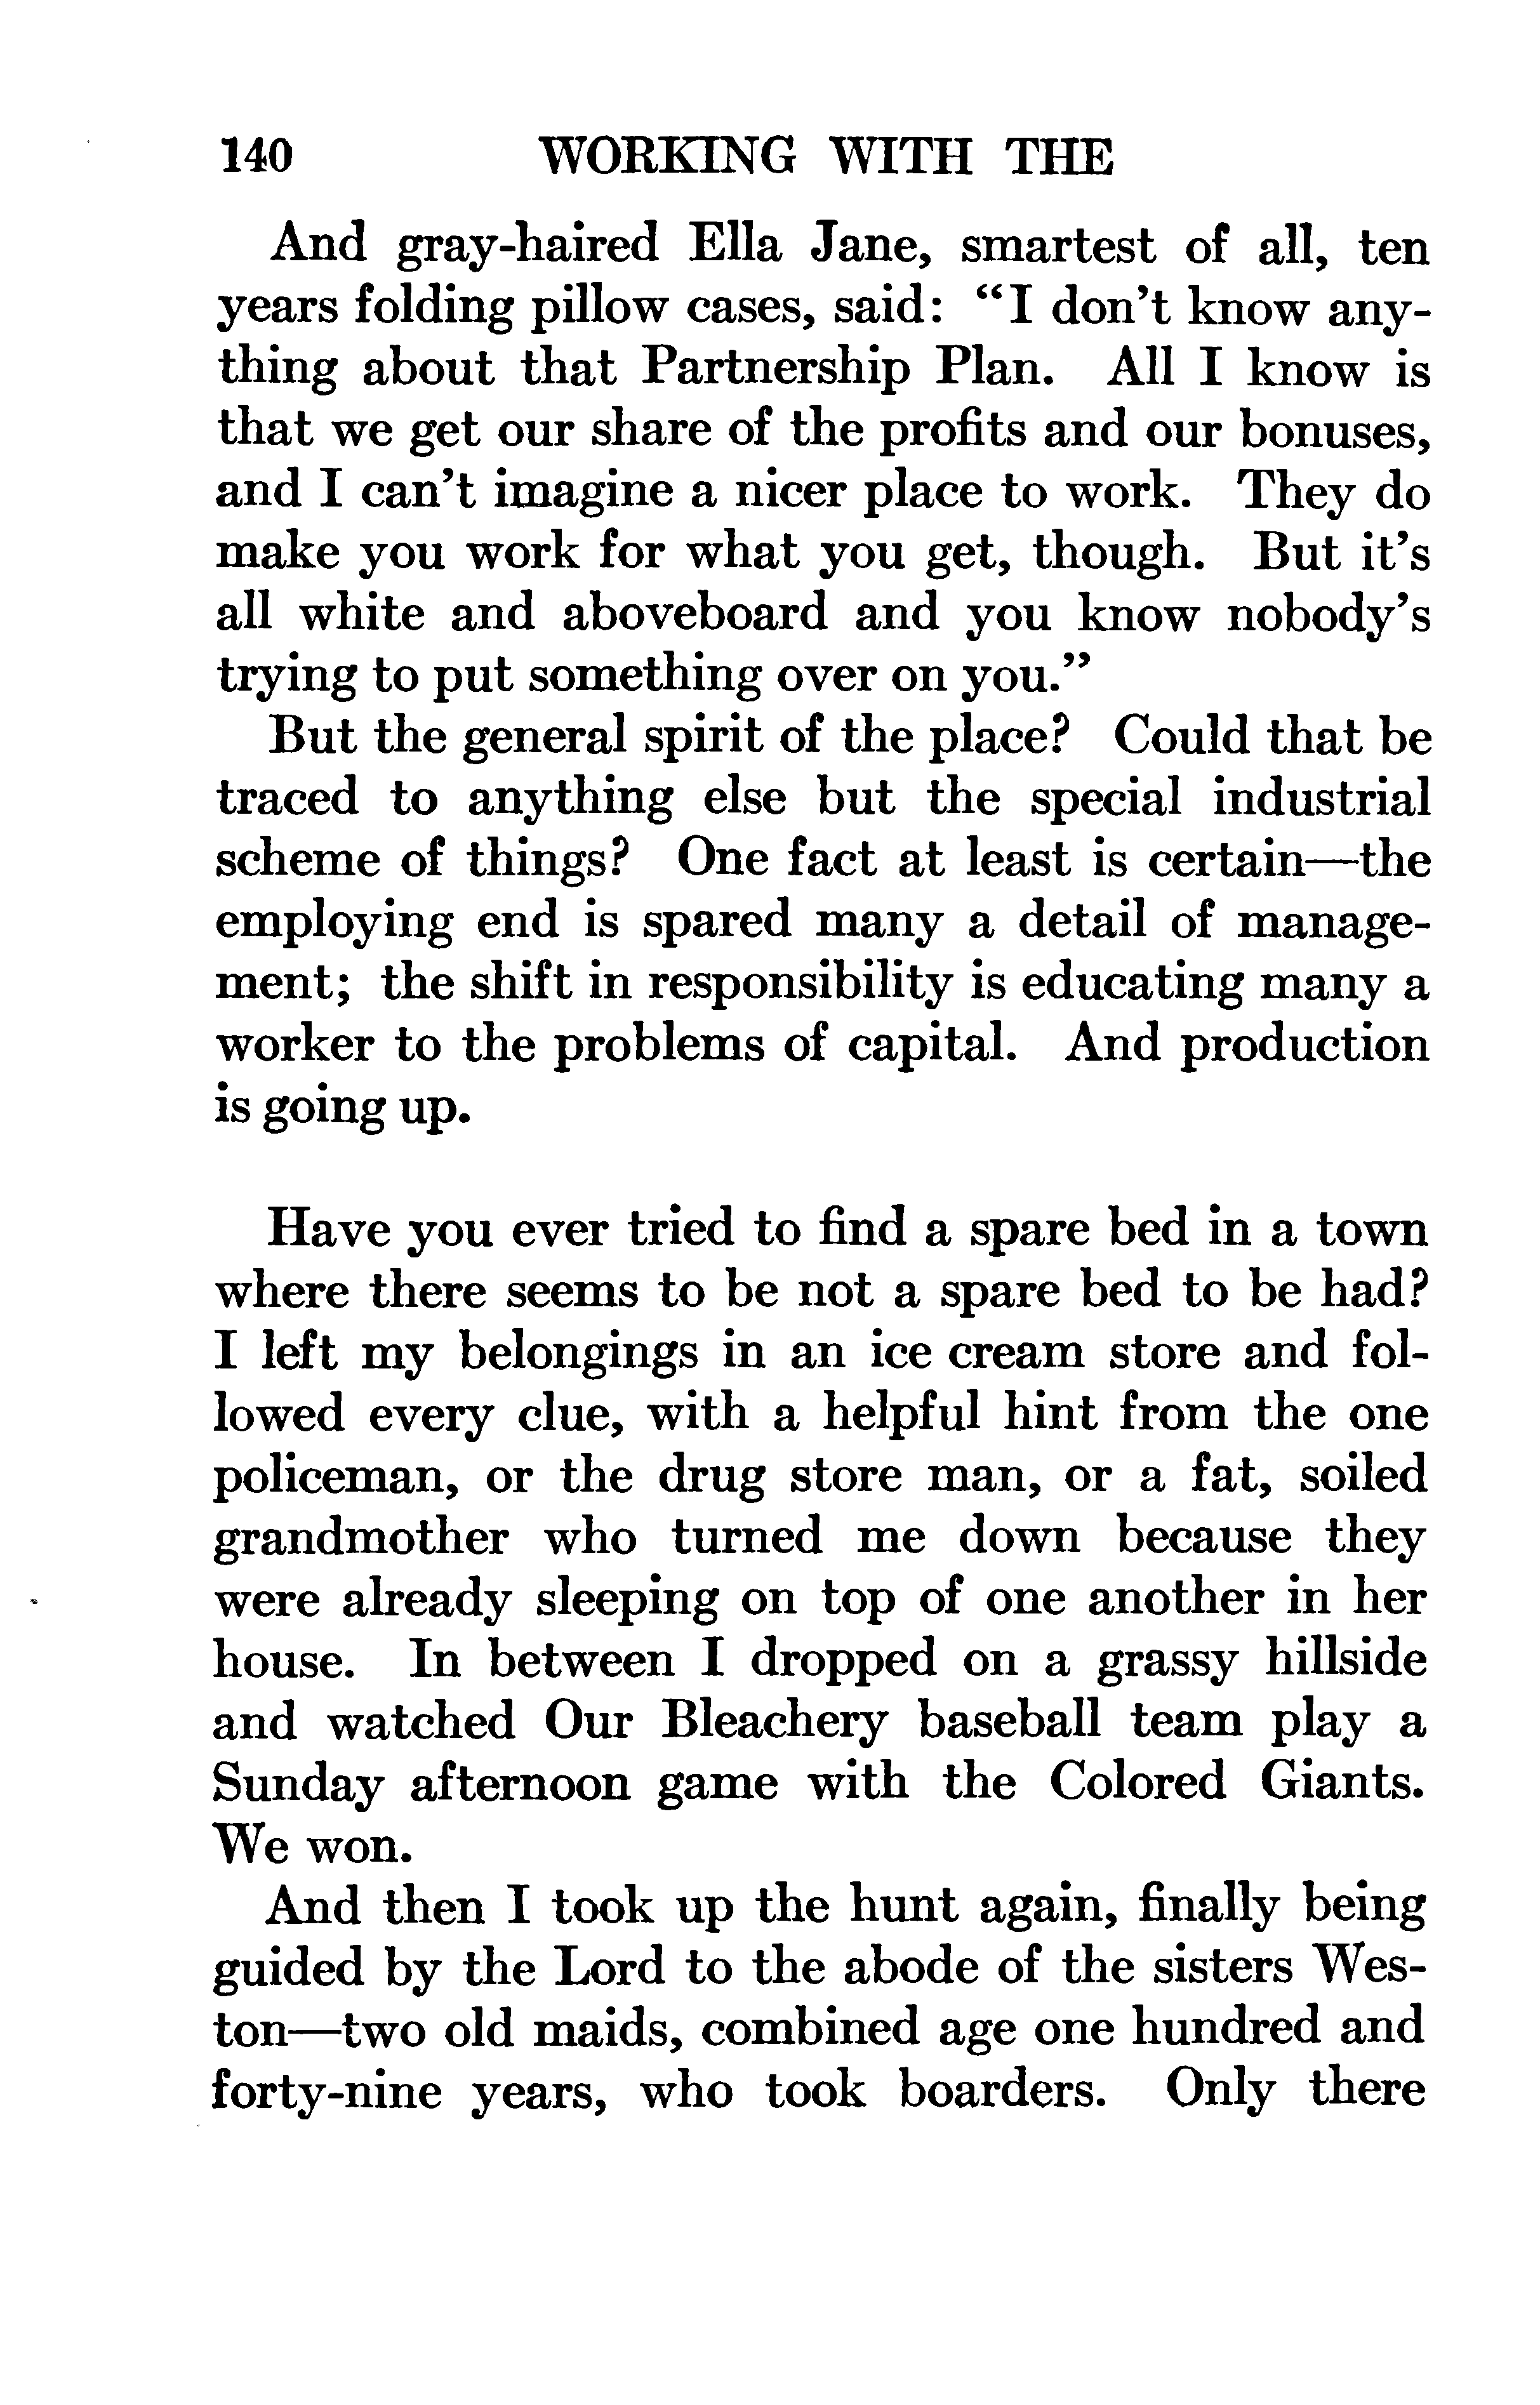 140 WORKING WITH THE
And gray-haired Ella Jane, smartest of all, ten
years folding pillow cases, said: “I don’t know any-
thing about that Partnership Plan. All I know is
that we get our share of the profits and our bonuses,
and I can’t imagine a nicer place to work. They do
make you work for what you get, though. But it’s
all white and aboveboard and you know nobody’s
trying to put something over on you.”
But the general spirit of the place? Could that be
traced to anything else but the special industrial
scheme of things? One fact at least is certain—the
employing end is spared many a detail of manage-
ment; the shift in responsibility is educating many a
worker to the problems of capital. And production
is going up.
Have you ever tried to find a spare bed in a town
where there seems to be not a spare bed to be had?
I left my belongings in an ice cream store and fol-
lowed every clue, with a helpful hint from the one
policeman, or the drug store man, or a fat, soiled
grandmother who turned me down because they
were already sleeping on top of one another in her
house. In between I dropped on a grassy hillside
and watched Our Bleachery baseball team play a
Sunday afternoon game with the Colored Giants.
We won.
And then I took up the hunt again, finally being
guided by the Lord to the abode of the sisters Wes-
ton—two old maids, combined age one hundred and
forty-nine years, who took boarders. Only there